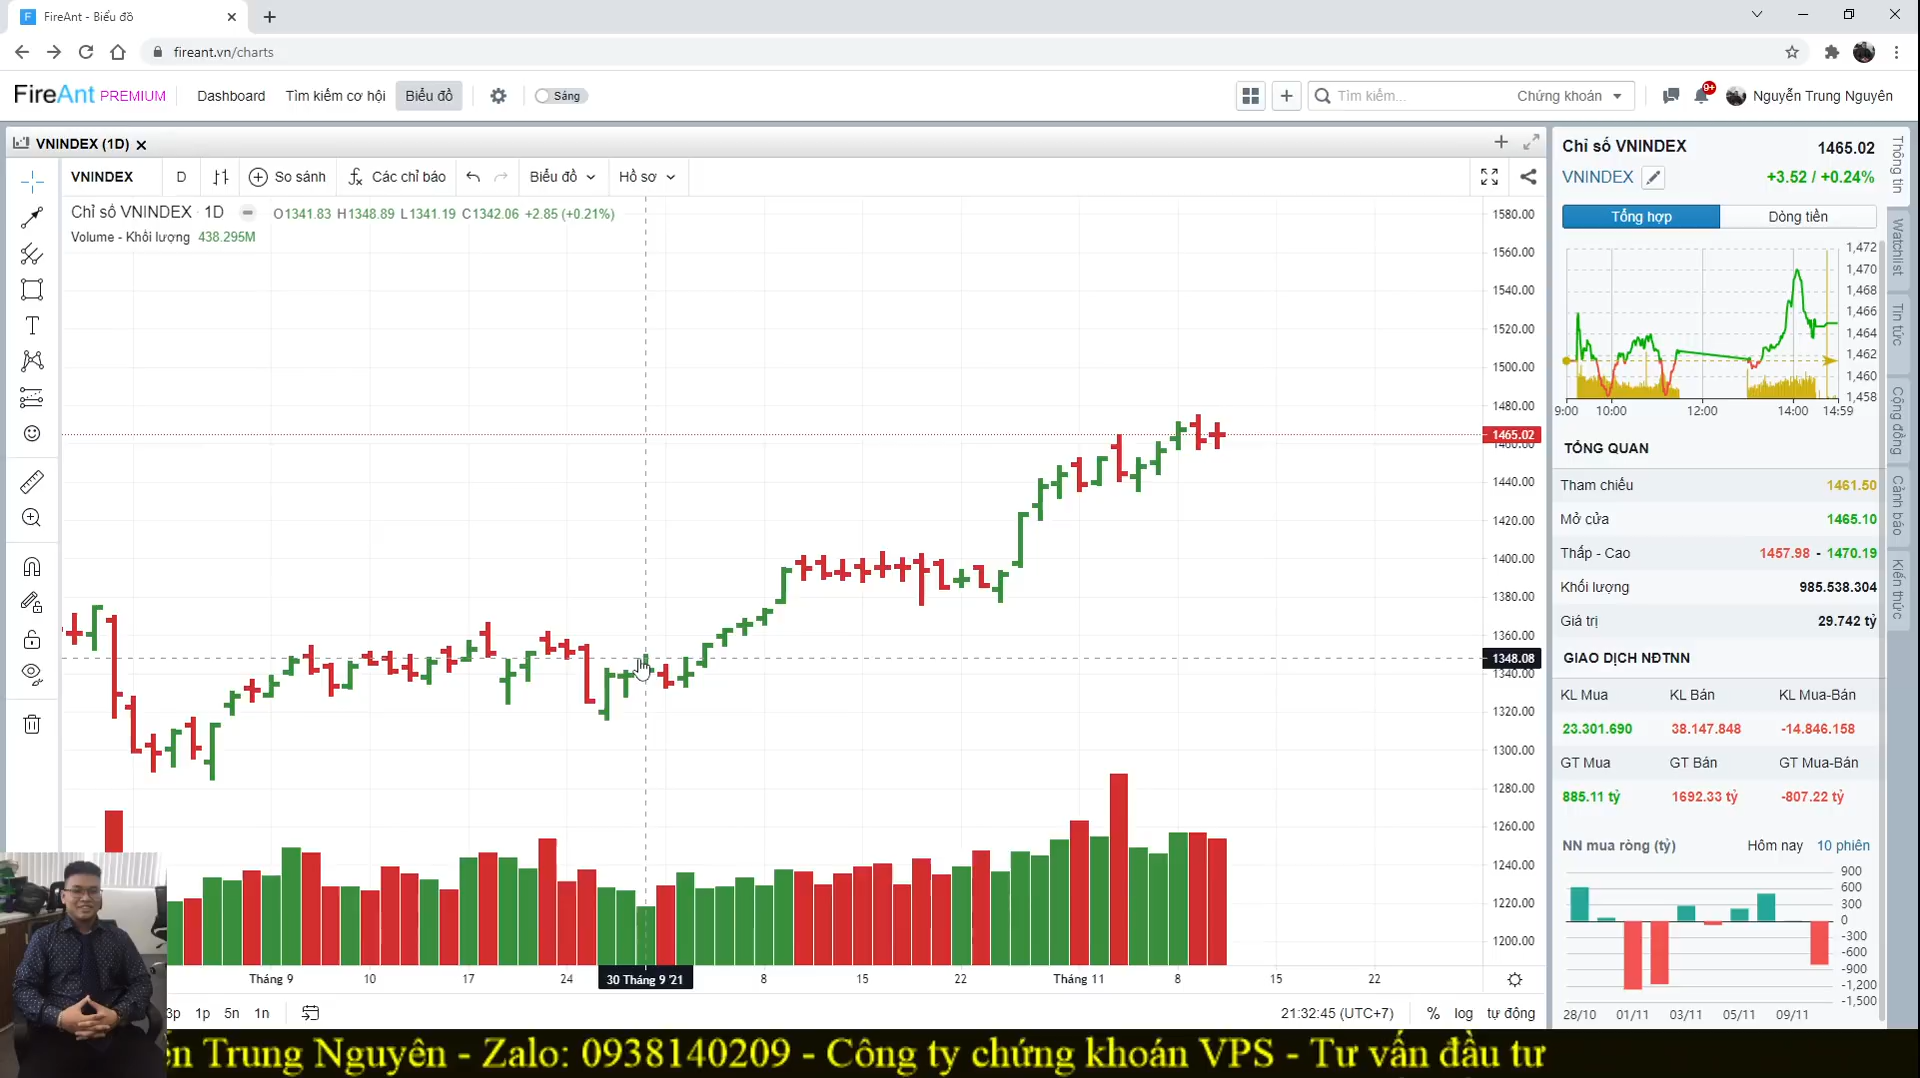 FireAnt - Biểu đồ
fireant.vn/charts
FireAnt PREMIUM
Dashboard
Tìm kiếm cơ hội
Biểu đồ
Sáng
Tìm kiếm...
Chứng khoán
9+
Nguyễn Trung Nguyên
VNINDEX (1D)
VNINDEX
D
So sánh
Các chỉ báo
Biểu đồ
Hồ sơ
Chỉ số VNINDEX 1D O1341.83 H1348.89 L1341.19 C1342.06 +2.85 (+0.21%)
Volume - Khối lượng 438.295M
1580.00
1560.00
1540.00
1520.00
1500.00
1480.00
1465.02
1460.00
1440.00
1420.00
1400.00
1380.00
1360.00
1348.08
1340.00
1320.00
1300.00
1280.00
1260.00
1240.00
1220.00
1200.00
Tháng 9 10 17 24 30 Tháng 9 '21 8 15 22 Tháng 11 8 15 22
3p 1p 5n 1n
21:32:45 (UTC+7) % log tự động
Chỉ số VNINDEX 1465.02
VNINDEX +3.52 / +0.24%
Tổng hợp Dòng tiền
1,472
1,470
1,468
1,466
1,464
1,462
1,460
1,458
9:00 10:00 12:00 14:00 14:59
TỔNG QUAN
Tham chiếu 1461.50
Mở cửa 1465.10
Thấp - Cao 1457.98 - 1470.19
Khối lượng 985.538.304
Giá trị 29.742 tỷ
GIAO DỊCH NĐTNN
KL Mua KL Bán KL Mua-Bán
23.301.690 38.147.848 -14.846.158
GT Mua GT Bán GT Mua-Bán
885.11 tỷ 1692.33 tỷ -807.22 tỷ
NN mua ròng (tỷ) Hôm nay 10 phiên
900
600
300
0
-300
-600
-900
-1,200
-1,500
28/10 01/11 03/11 05/11 09/11
Thông tin
Watchlist
Tin tức
Cộng đồng
Cảnh báo
Kiến thức
Trung Nguyên - Zalo: 0938140209 - Công ty chứng khoán VPS - Tư vấn đầu tư